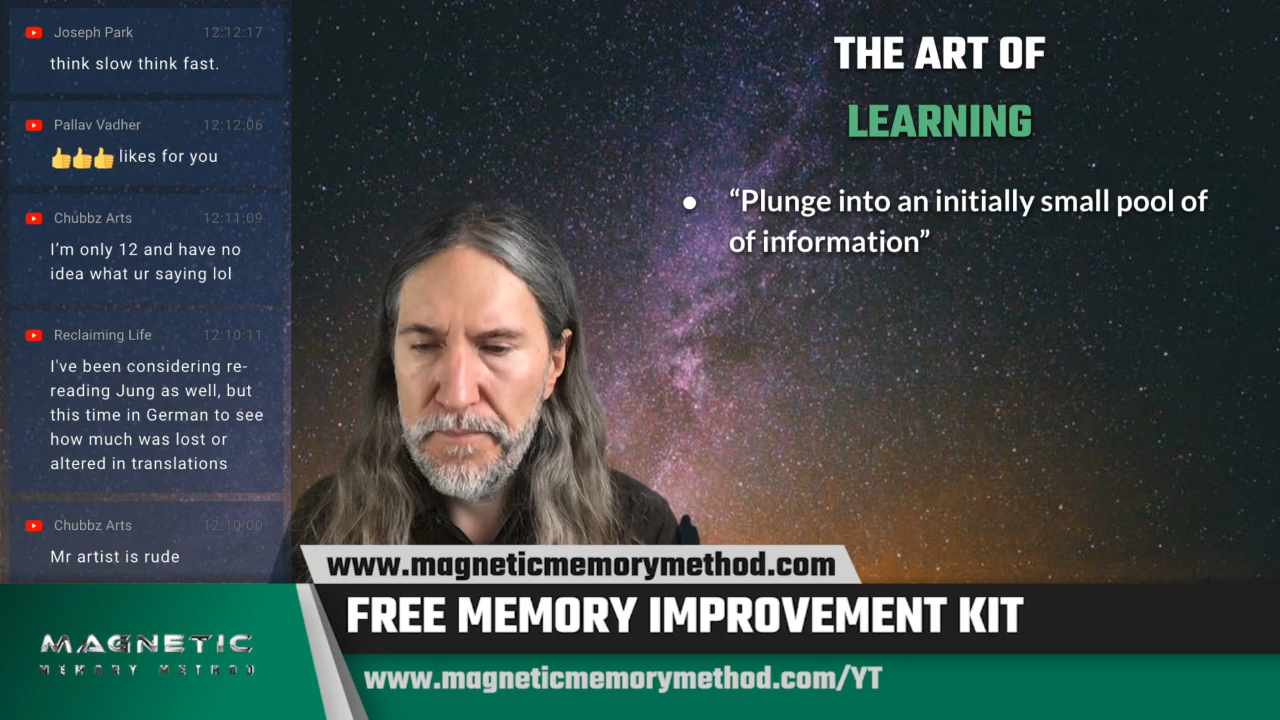 Joseph Park 12:12:17
think slow think fast.
Pallav Vadher 12:12:06
👍👍👍 likes for you
Chubbz Arts 12:11:09
I'm only 12 and have no
idea what ur saying lol
Reclaiming Life 12:10:11
I've been considering re-
reading Jung as well, but
this time in German to see
how much was lost or
altered in translations
Chubbz Arts 12:10:00
Mr artist is rude
THE ART OF
LEARNING
● “Plunge into an initially small pool of
of information”
www.magneticmemorymethod.com
FREE MEMORY IMPROVEMENT KIT
www.magneticmemorymethod.com/YT
MAGNETIC
MEMORY METHOD